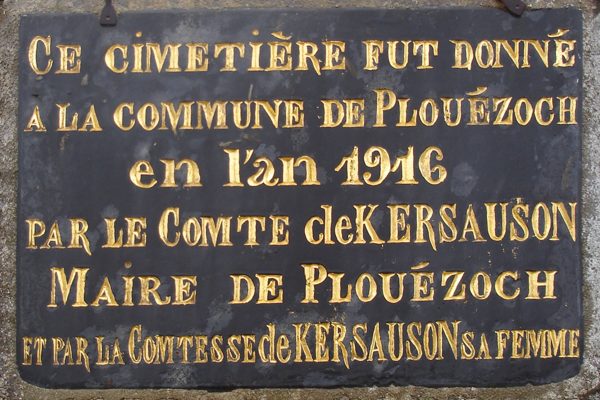 CE CIMETIÈRE FUT DONNÉ
A LA COMMUNE DE PLOUÉZOCH
en l'an 1916
PAR LE COMTE de KERSAUSON
MAIRE DE PLOUÉZOCH
ET PAR LA COMTESSE de KERSAUSON SA FEMME